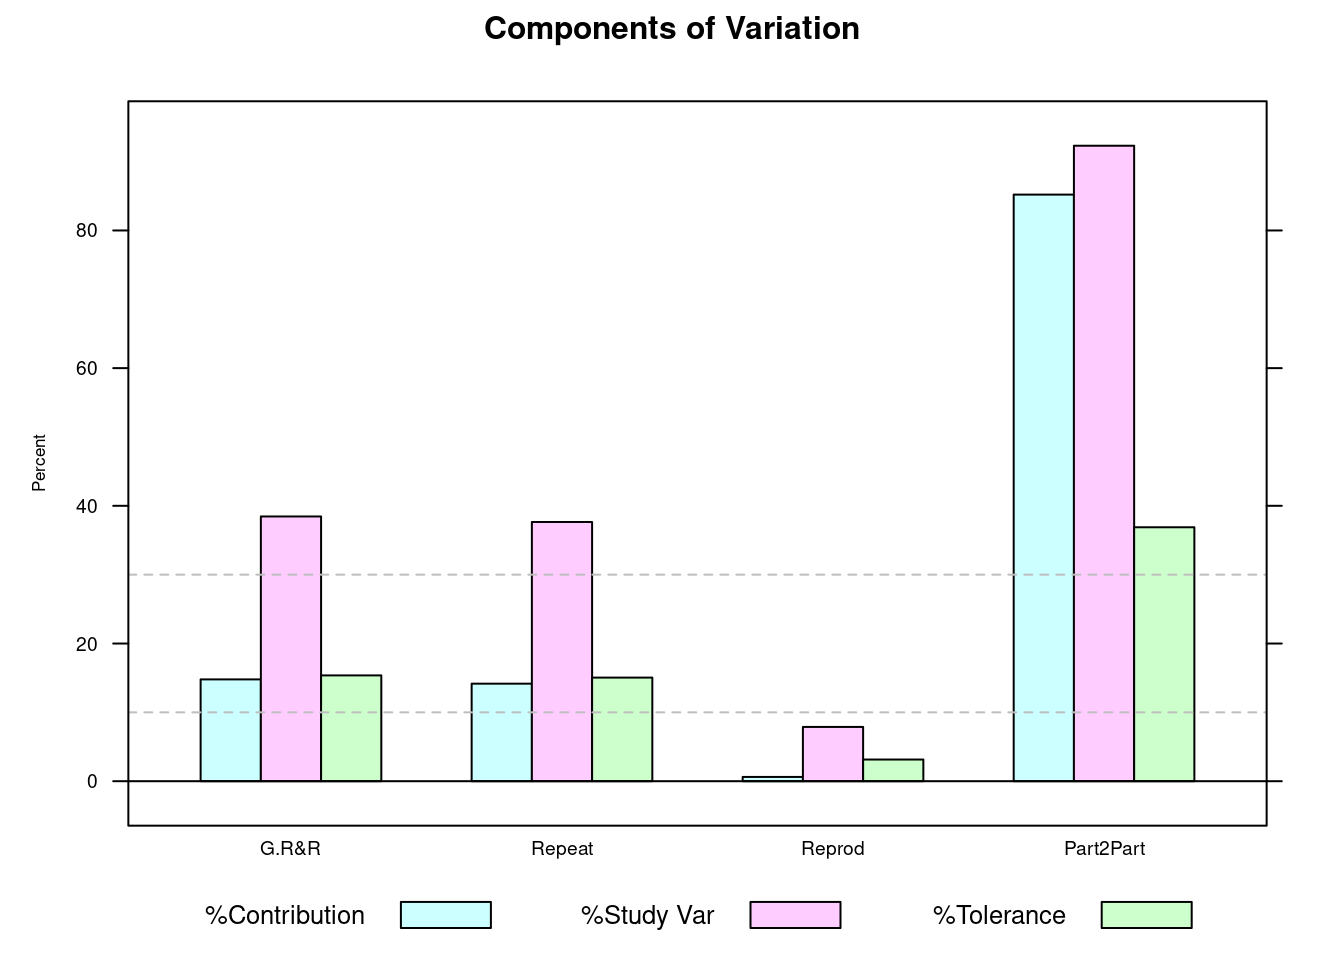 Components of Variation
80
60
40
20
0
Percent
G.R&R Repeat Reprod Part2Part
%Contribution %Study Var %Tolerance